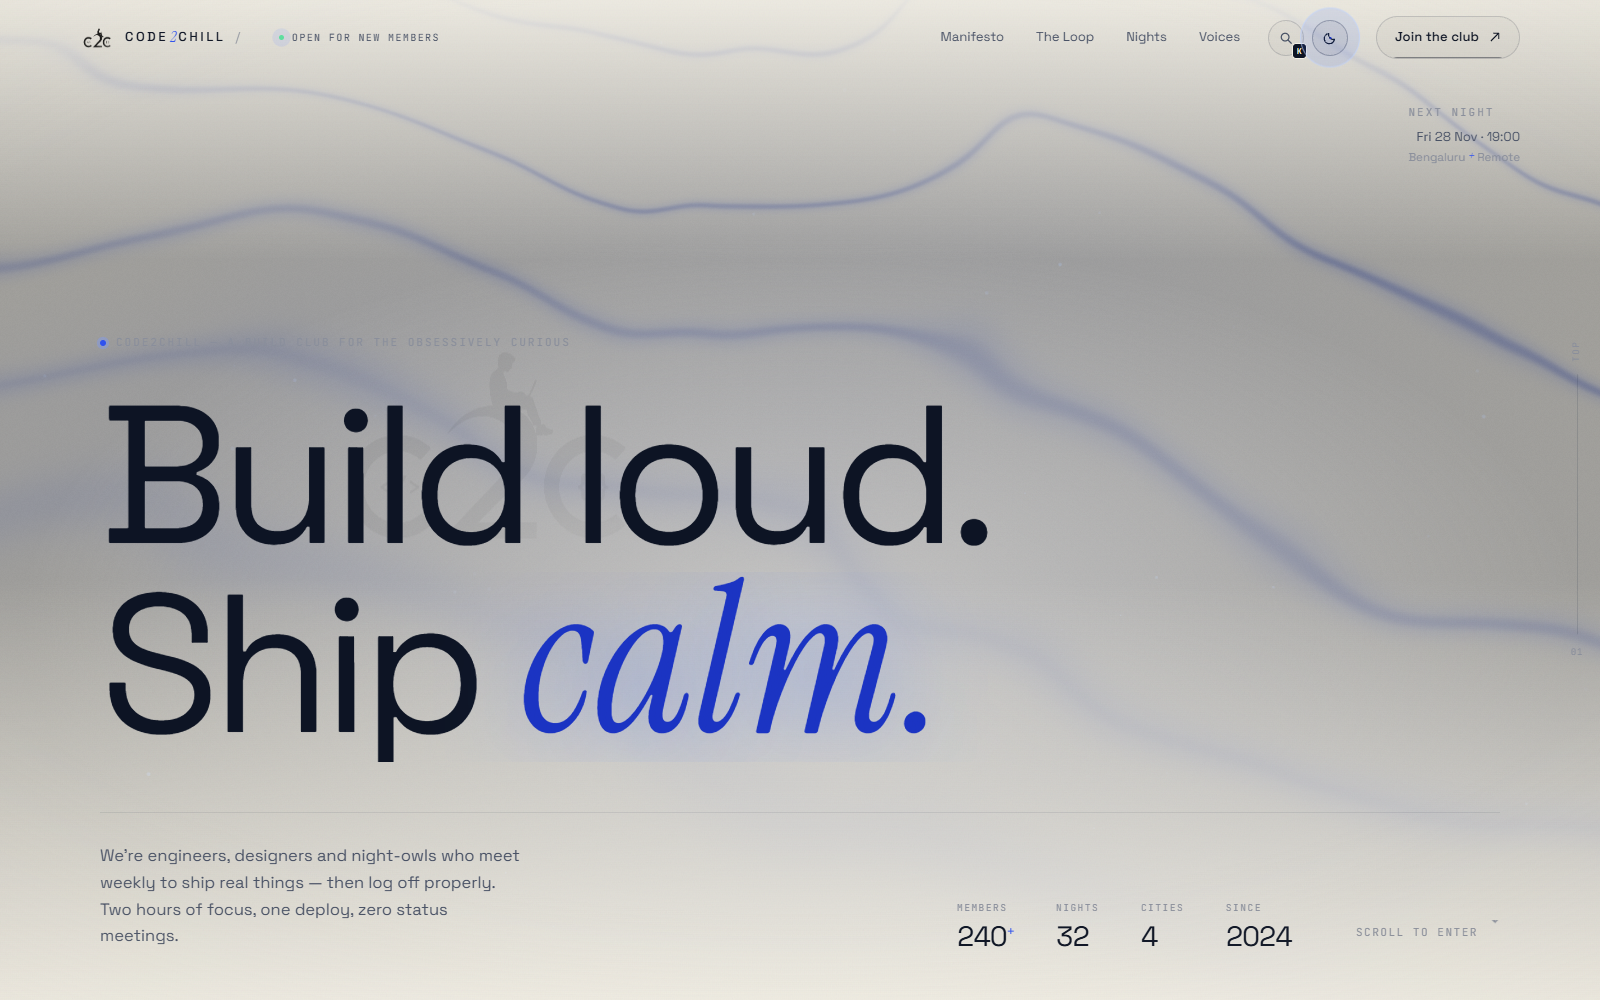 C2C CODE2CHILL / OPEN FOR NEW MEMBERS
Manifesto The Loop Nights Voices K Join the club
NEXT NIGHT
Fri 28 Nov · 19:00
Bengaluru + Remote
TOP
CODE2CHILL CLUB FOR THE OBSESSIVELY CURIOUS
C2C
Build loud.
Ship calm.
01
We're engineers, designers and night-owls who meet
weekly to ship real things — then log off properly.
Two hours of focus, one deploy, zero status
meetings.
MEMBERS NIGHTS CITIES SINCE
240+ 32 4 2024
SCROLL TO ENTER